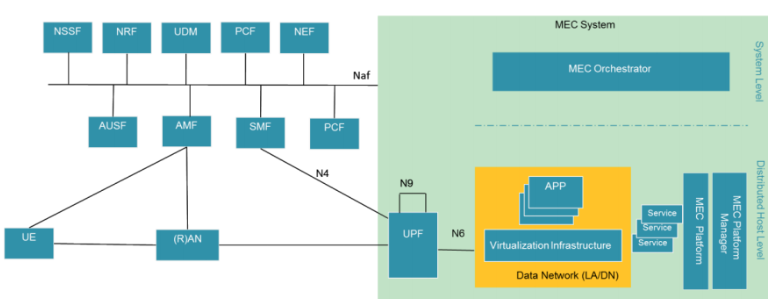 MEC System
NSSF
NRF
UDM
PCF
NEF
MEC Orchestrator
System Level
Naf
AUSF
AMF
SMF
PCF
N4
N9
APP
Distributed Host Level
UE
(R)AN
UPF
N6
Virtualization Infrastructure
Service
Service
Service
MEC Platform
MEC Platform
Manager
Data Network (LA/DN)